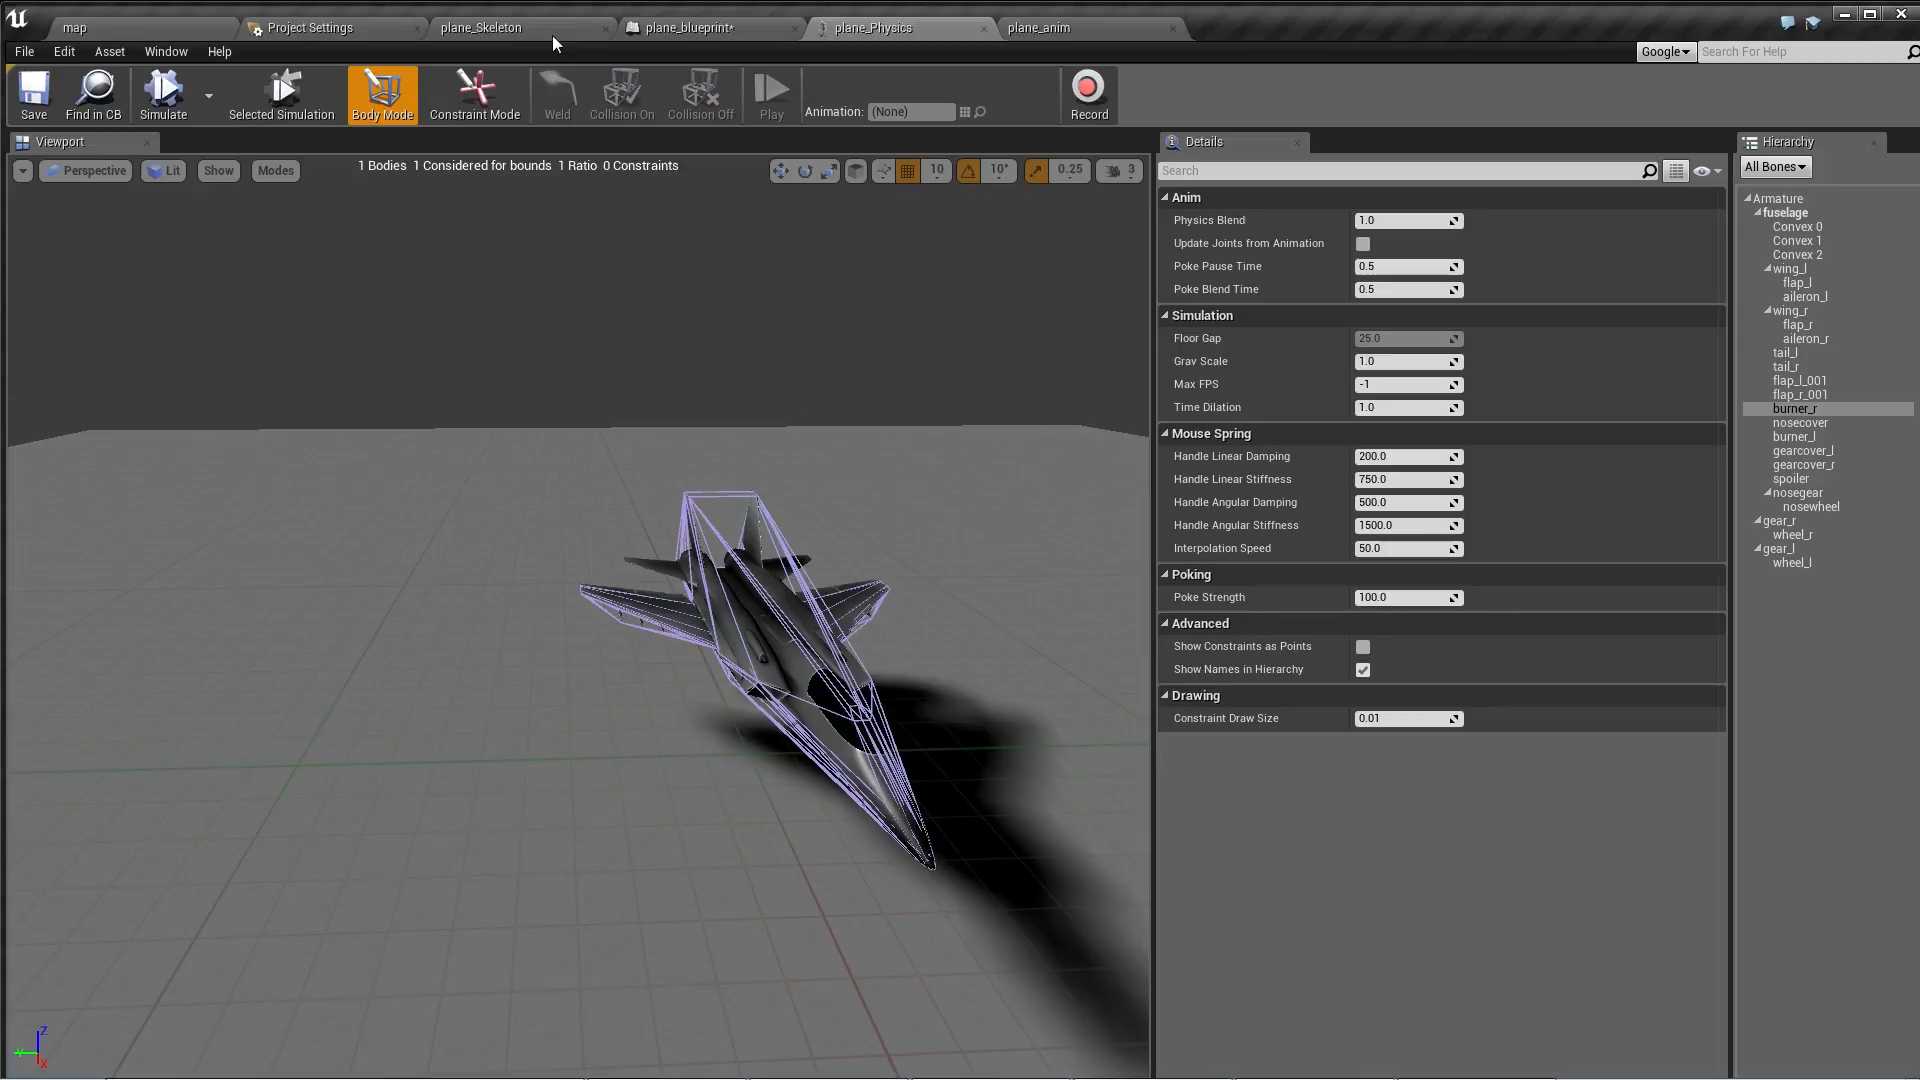 map
Project Settings
plane_Skeleton
plane_blueprint*
plane_Physics
plane_anim
File Edit Asset Window Help
Google
Search For Help
Save
Find in CB
Simulate
Selected Simulation
Body Mode
Constraint Mode
Weld
Collision On
Collision Off
Play
Animation: (None)
Record
Viewport
Perspective
Lit
Show
Modes
1 Bodies 1 Considered for bounds 1 Ratio 0 Constraints
10
10°
0.25
3
Details
Search
Anim
Physics Blend 1.0
Update Joints from Animation
Poke Pause Time 0.5
Poke Blend Time 0.5
Simulation
Floor Gap 25.0
Grav Scale 1.0
Max FPS -1
Time Dilation 1.0
Mouse Spring
Handle Linear Damping 200.0
Handle Linear Stiffness 750.0
Handle Angular Damping 500.0
Handle Angular Stiffness 1500.0
Interpolation Speed 50.0
Poking
Poke Strength 100.0
Advanced
Show Constraints as Points
Show Names in Hierarchy
Drawing
Constraint Draw Size 0.01
Hierarchy
All Bones
Armature
fuselage
Convex 0
Convex 1
Convex 2
wing_l
flap_l
aileron_l
wing_r
flap_r
aileron_r
tail_l
tail_r
flap_l_001
flap_r_001
burner_r
nosecover
burner_l
gearcover_l
gearcover_r
spoiler
nosegear
nosewheel
gear_r
wheel_r
gear_l
wheel_l
Z
Y
X